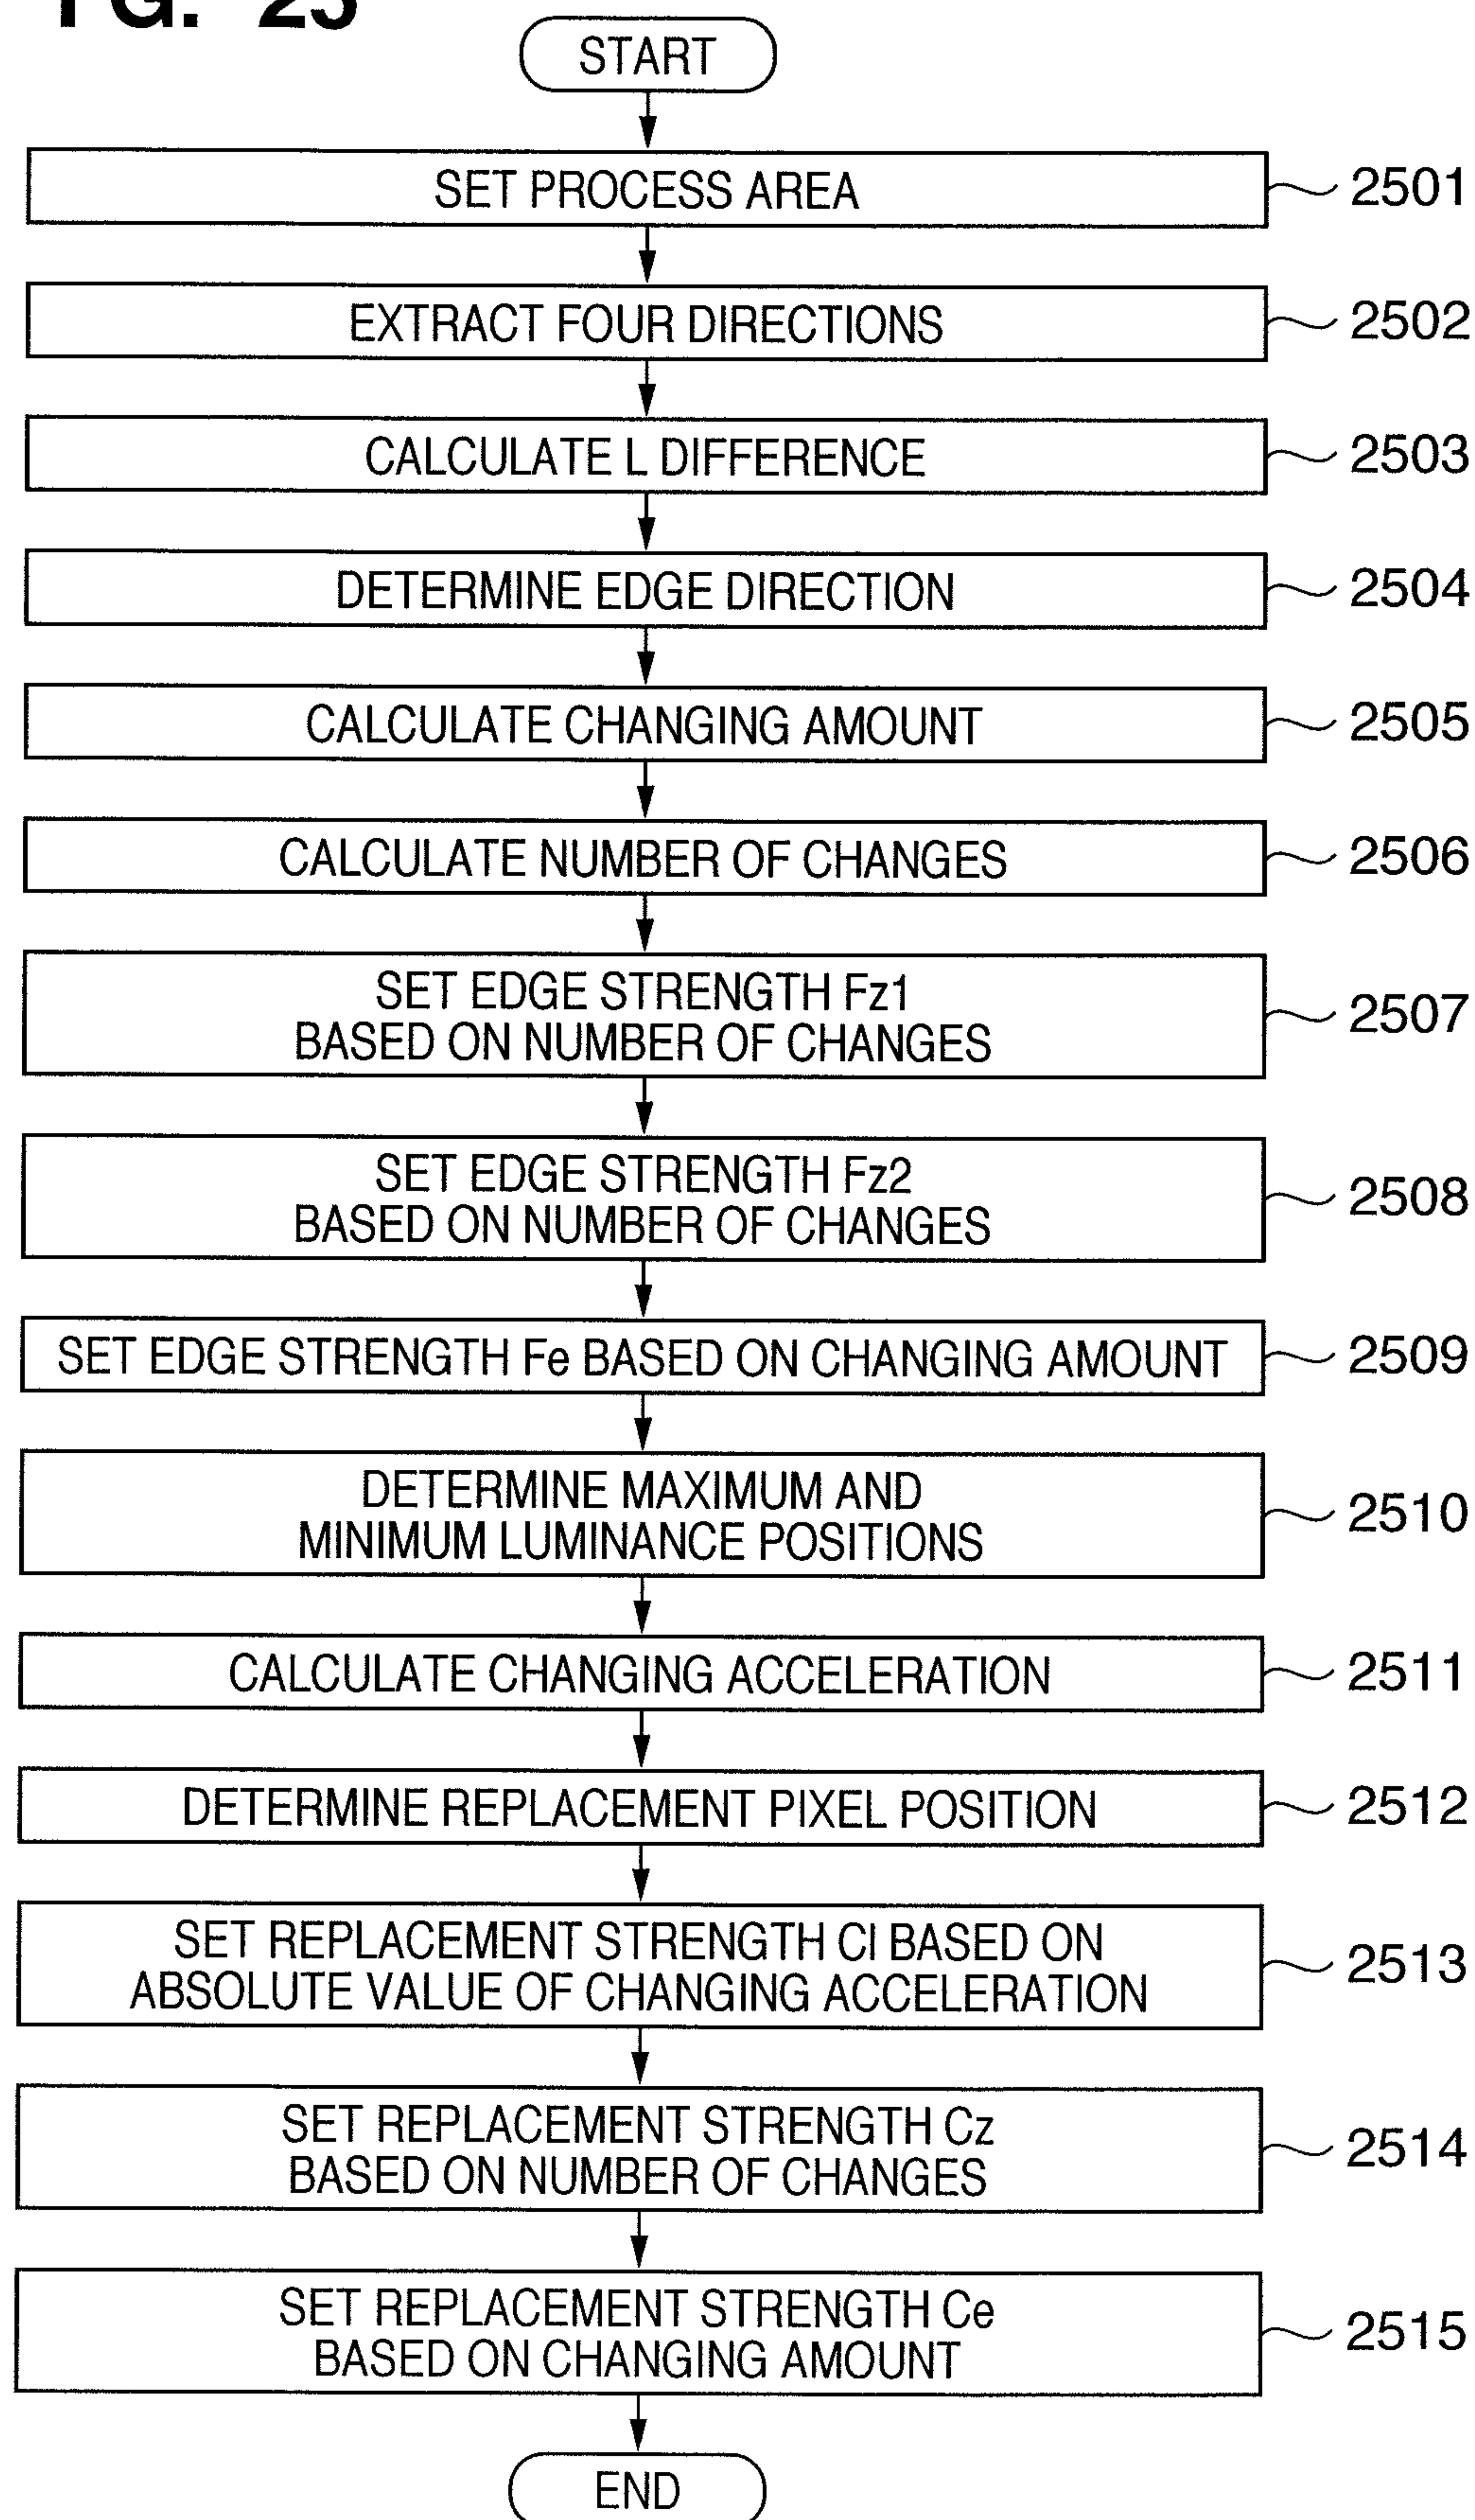 FG. 25
START
SET PROCESS AREA
2501
EXTRACT FOUR DIRECTIONS
2502
CALCULATE L DIFFERENCE
2503
DETERMINE EDGE DIRECTION
2504
CALCULATE CHANGING AMOUNT
2505
CALCULATE NUMBER OF CHANGES
2506
SET EDGE STRENGTH Fz1
BASED ON NUMBER OF CHANGES
2507
SET EDGE STRENGTH Fz2
BASED ON NUMBER OF CHANGES
2508
SET EDGE STRENGTH Fe BASED ON CHANGING AMOUNT
2509
DETERMINE MAXIMUM AND
MINIMUM LUMINANCE POSITIONS
2510
CALCULATE CHANGING ACCELERATION
2511
DETERMINE REPLACEMENT PIXEL POSITION
2512
SET REPLACEMENT STRENGTH Cl BASED ON
ABSOLUTE VALUE OF CHANGING ACCELERATION
2513
SET REPLACEMENT STRENGTH Cz
BASED ON NUMBER OF CHANGES
2514
SET REPLACEMENT STRENGTH Ce
BASED ON CHANGING AMOUNT
2515
END